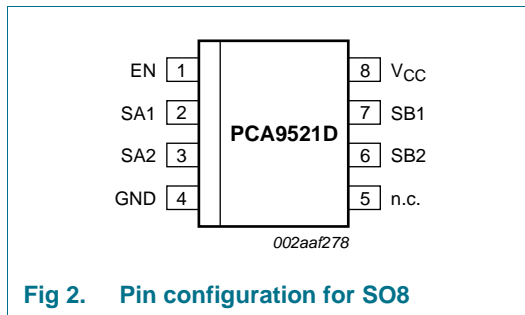 EN 1 8 VCC
SA1 2 7 SB1
PCA9521D
SA2 3 6 SB2
GND 4 5 n.c.
002aaf278
Fig 2. Pin configuration for SO8